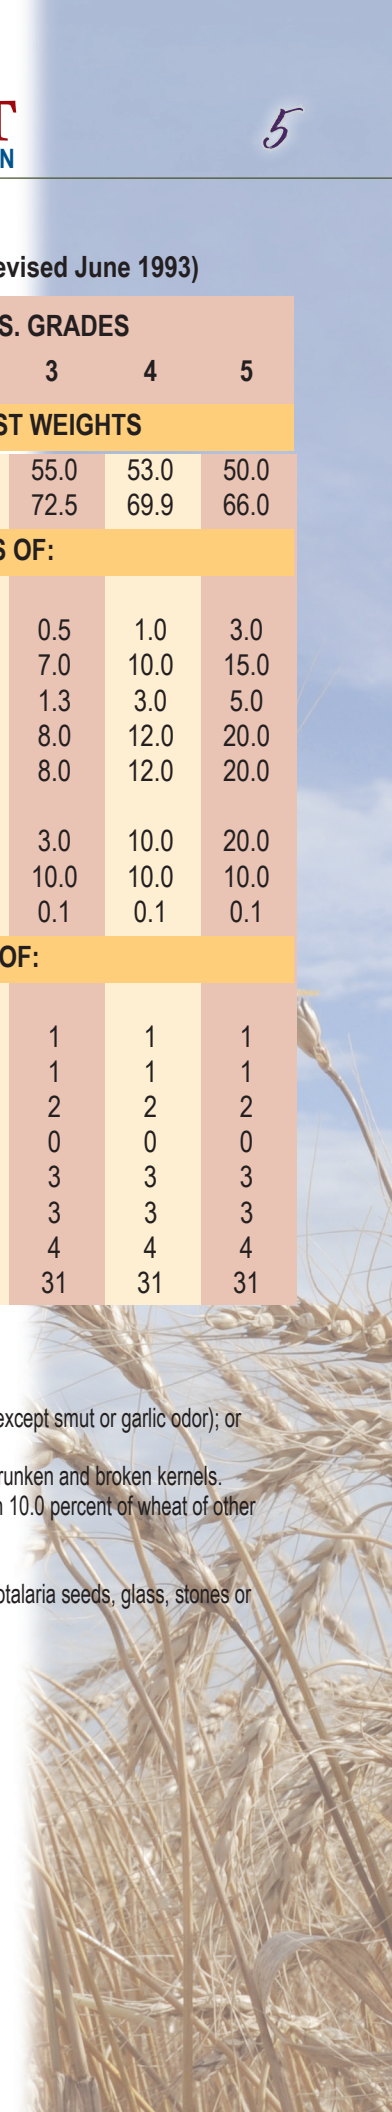 T
5
N
evised June 1993)
S. GRADES
3 4 5
ST WEIGHTS
55.0 53.0 50.0
72.5 69.9 66.0
S OF:
0.5 1.0 3.0
7.0 10.0 15.0
1.3 3.0 5.0
8.0 12.0 20.0
8.0 12.0 20.0
3.0 10.0 20.0
10.0 10.0 10.0
0.1 0.1 0.1
OF:
1 1 1
1 1 1
2 2 2
0 0 0
3 3 3
3 3 3
4 4 4
31 31 31
except smut or garlic odor); or
runken and broken kernels.
n 10.0 percent of wheat of other
otalaria seeds, glass, stones or